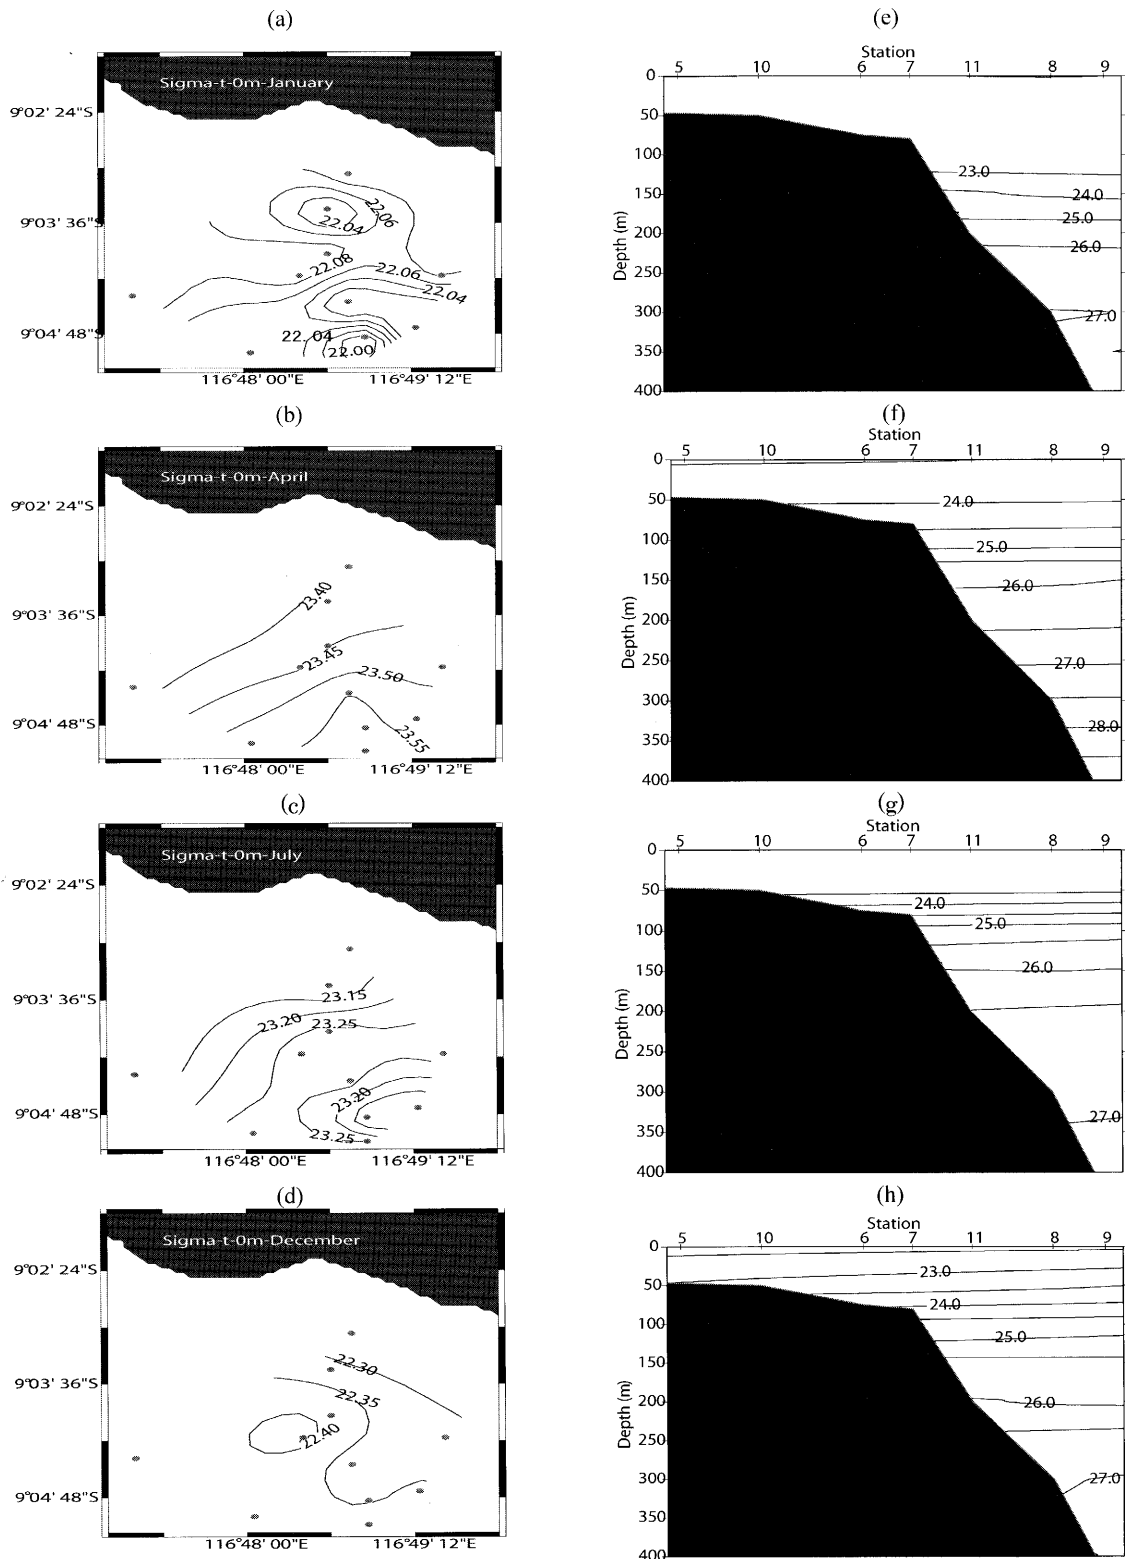 (a)
Sigma-t-0m-January
9°02' 24"S
9°03' 36"S
9°04' 48"S
22.06
22.04
22.08
22.06
22.04
22. 04
22.00
116°48' 00"E 116°49' 12"E
(e)
Station
5 10 6 7 11 8 9
Depth (m)
0
50
100
150
200
250
300
350
400
23.0
24.0
25.0
26.0
27.0
(b)
Sigma-t-0m-April
9°02' 24"S
9°03' 36"S
9°04' 48"S
23.40
23.45
23.50
23.55
116°48' 00"E 116°49' 12"E
(f)
Station
5 10 6 7 11 8 9
Depth (m)
0
50
100
150
200
250
300
350
400
24.0
25.0
26.0
27.0
28.0
(c)
Sigma-t-0m-July
9°02' 24"S
9°03' 36"S
9°04' 48"S
23.15
23.20
23.25
23.20
23.25
116°48' 00"E 116°49' 12"E
(g)
Station
5 10 6 7 11 8 9
Depth (m)
0
50
100
150
200
250
300
350
400
24.0
25.0
26.0
27.0
(d)
Sigma-t-0m-December
9°02' 24"S
9°03' 36"S
9°04' 48"S
22.30
22.35
22.40
116°48' 00"E 116°49' 12"E
(h)
Station
5 10 6 7 11 8 9
Depth (m)
0
50
100
150
200
250
300
350
400
23.0
24.0
25.0
26.0
27.0